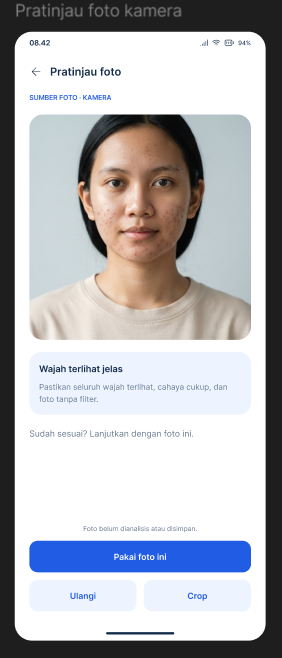 Pratinjau foto kamera
08.42
94%
Pratinjau foto
SUMBER FOTO · KAMERA
Wajah terlihat jelas
Pastikan seluruh wajah terlihat, cahaya cukup, dan
foto tanpa filter.
Sudah sesuai? Lanjutkan dengan foto ini.
Foto belum dianalisis atau disimpan.
Pakai foto ini
Ulangi
Crop